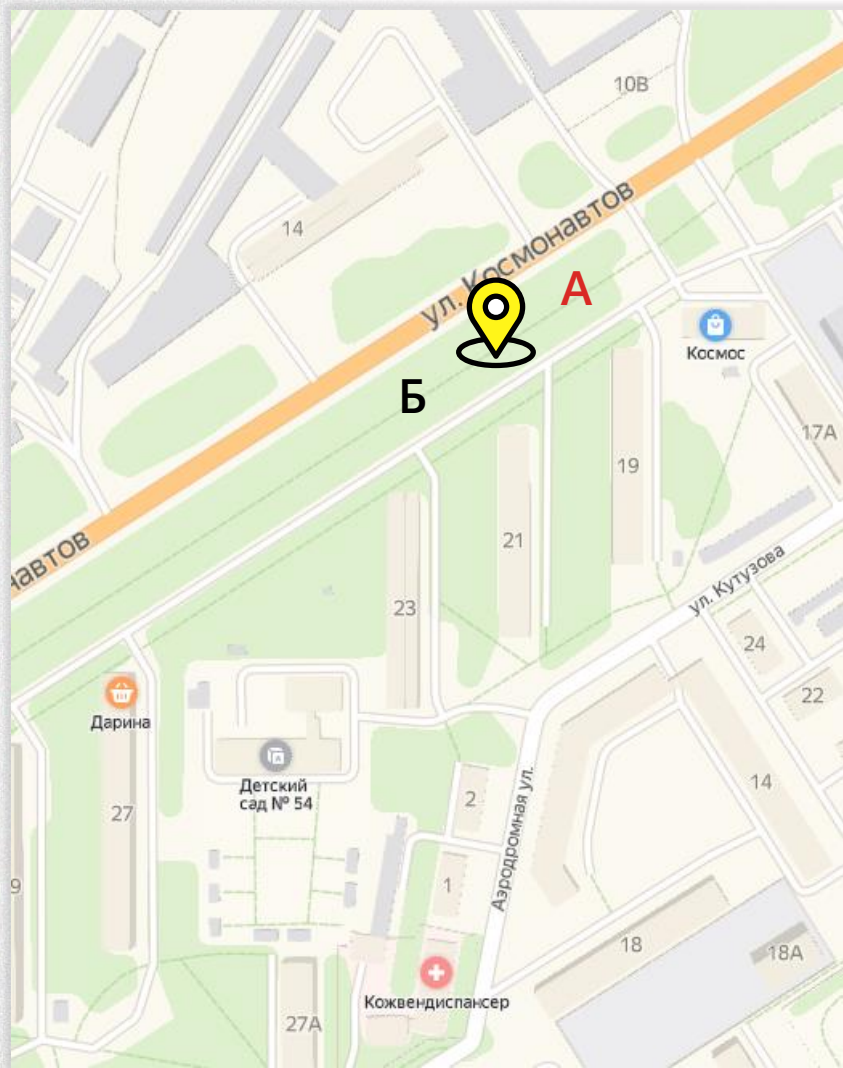 10В
14
ул. Космонавтов
А
Космос
Б
17А
19
21
навтов
23
ул. Кутузова
24
22
Дарина
Детский
сад № 54
14
2
27
Аэродромная ул.
9
1
18
18А
Кожвендиспансер
27А